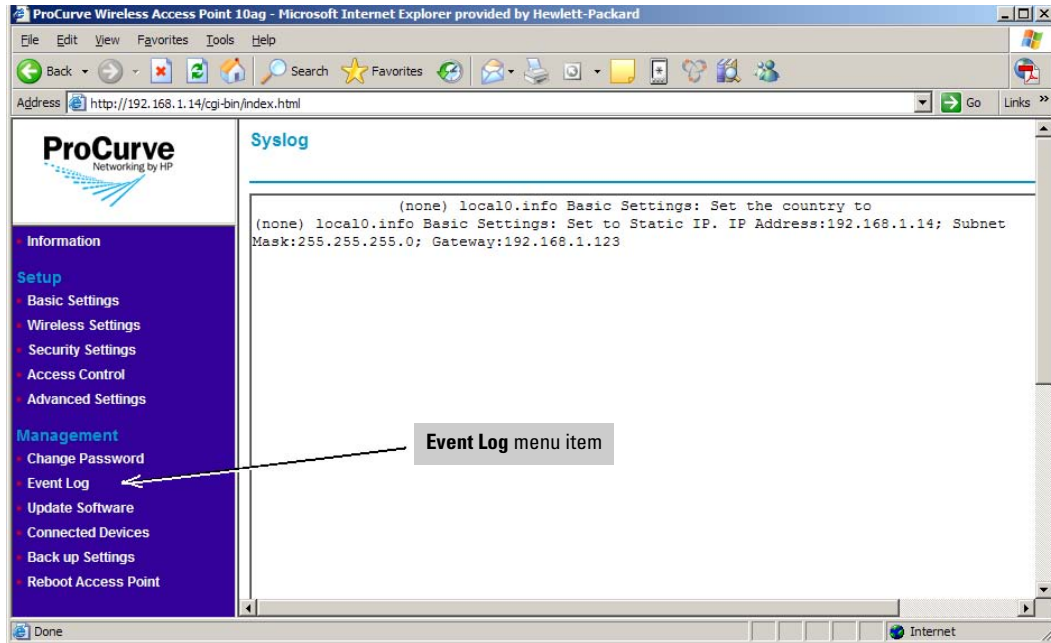 ProCurve Wireless Access Point 10ag - Microsoft Internet Explorer provided by Hewlett-Packard
File Edit View Favorites Tools Help
Back Search Favorites
Address http://192.168.1.14/cgi-bin/index.html Go Links »
ProCurve
Networking by HP
Information
Setup
Basic Settings
Wireless Settings
Security Settings
Access Control
Advanced Settings
Management
Change Password
Event Log
Update Software
Connected Devices
Back up Settings
Reboot Access Point
Syslog
(none) local0.info Basic Settings: Set the country to
(none) local0.info Basic Settings: Set to Static IP. IP Address:192.168.1.14; Subnet
Mask:255.255.255.0; Gateway:192.168.1.123
Event Log menu item
Done Internet